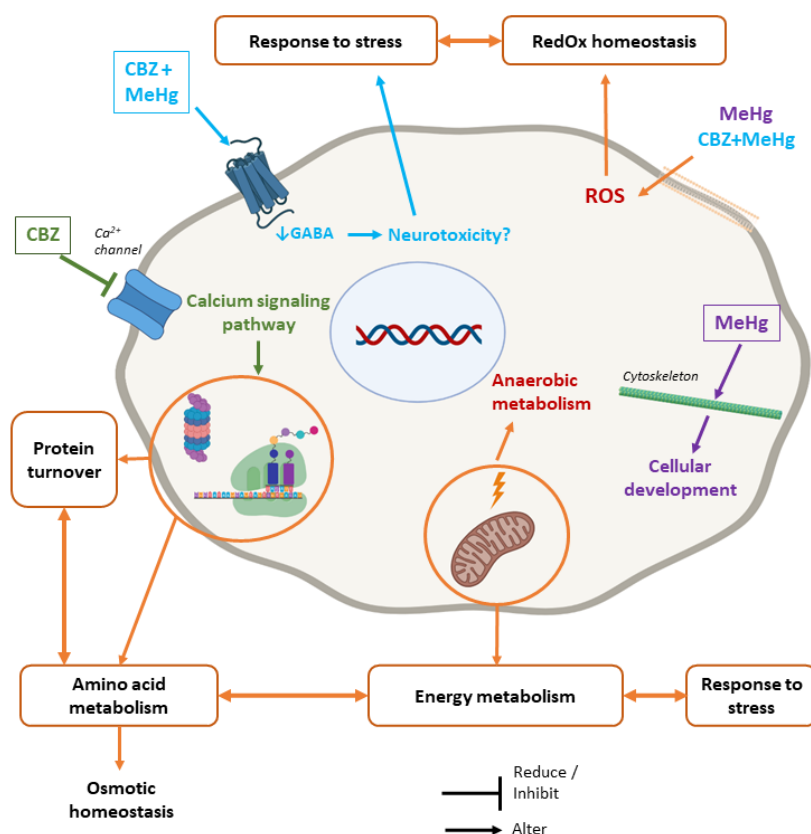 Response to stress
RedOx homeostasis
CBZ +
MeHg
MeHg
CBZ+MeHg
ROS
↓GABA
Neurotoxicity?
CBZ
Ca²⁺
channel
Calcium signaling
pathway
MeHg
Cytoskeleton
Anaerobic
metabolism
Protein
turnover
Cellular
development
Amino acid
metabolism
Energy metabolism
Response to
stress
Osmotic
homeostasis
Reduce /
Inhibit
Alter